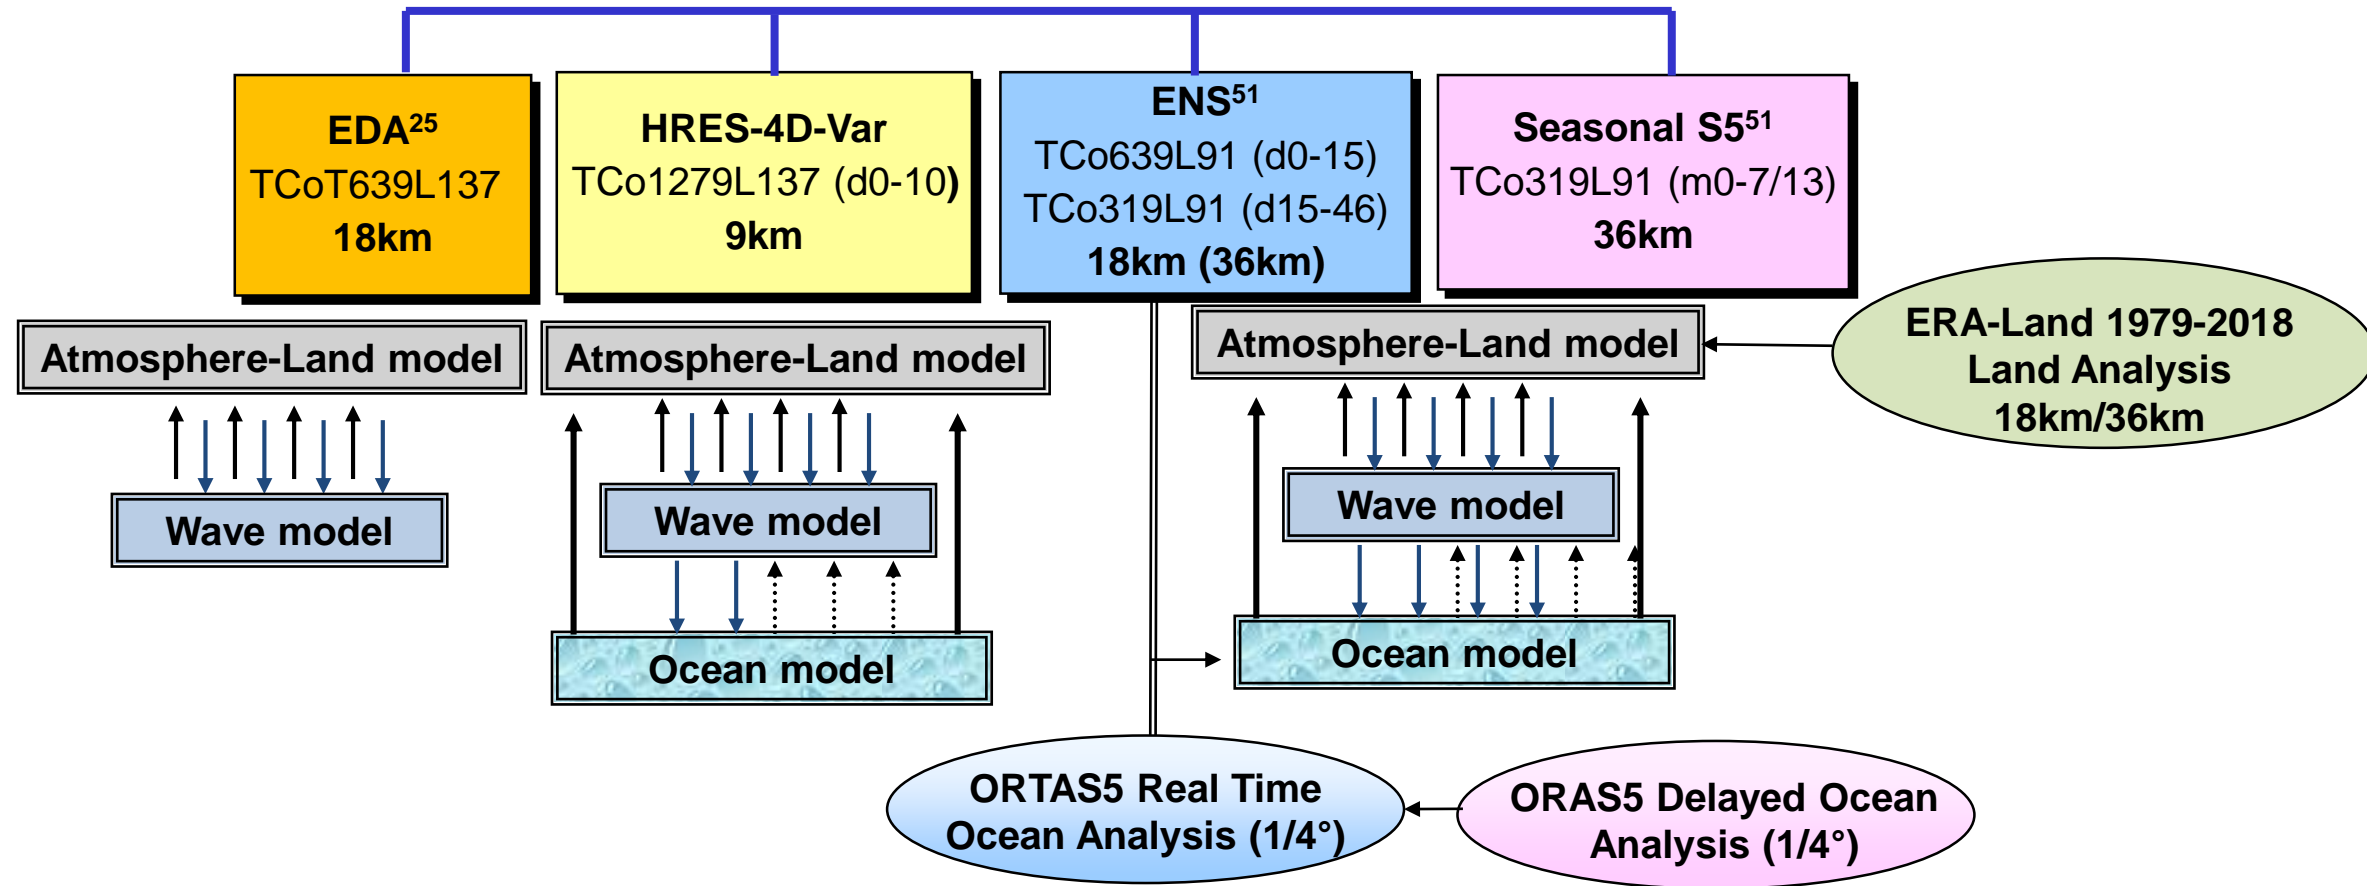 EDA²⁵
TCoT639L137
18km
HRES-4D-Var
TCo1279L137 (d0-10)
9km
ENS⁵¹
TCo639L91 (d0-15)
TCo319L91 (d15-46)
18km (36km)
Seasonal S5⁵¹
TCo319L91 (m0-7/13)
36km
Atmosphere-Land model
Wave model
Atmosphere-Land model
Wave model
Ocean model
Atmosphere-Land model
Wave model
Ocean model
ERA-Land 1979-2018
Land Analysis
18km/36km
ORTAS5 Real Time
Ocean Analysis (1/4°)
ORAS5 Delayed Ocean
Analysis (1/4°)